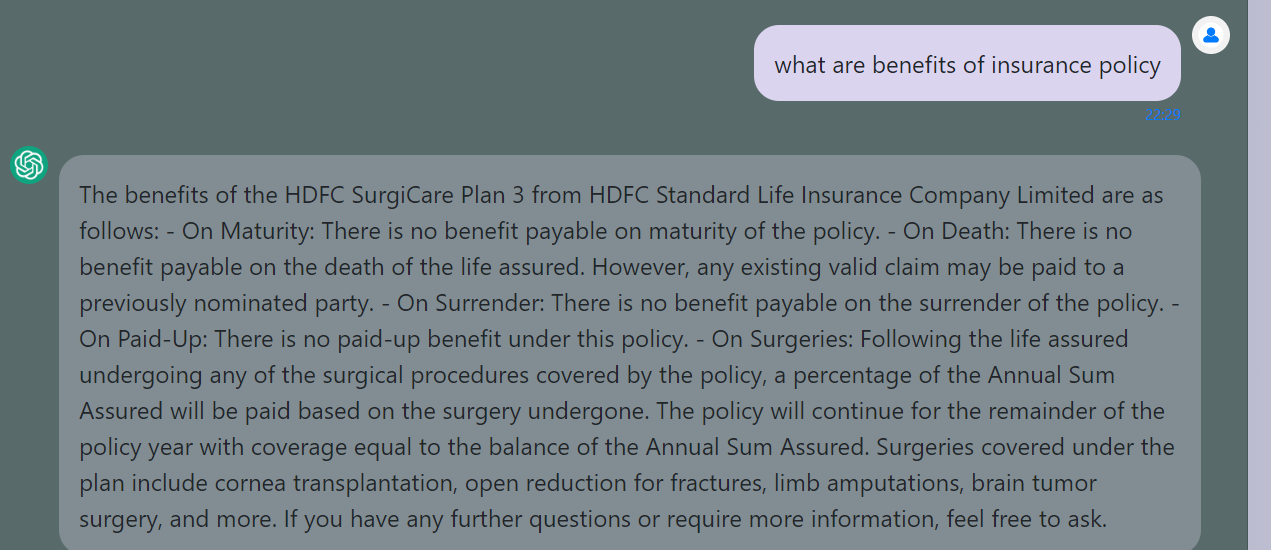 what are benefits of insurance policy
22:29
The benefits of the HDFC SurgiCare Plan 3 from HDFC Standard Life Insurance Company Limited are as
follows: - On Maturity: There is no benefit payable on maturity of the policy. - On Death: There is no
benefit payable on the death of the life assured. However, any existing valid claim may be paid to a
previously nominated party. - On Surrender: There is no benefit payable on the surrender of the policy. -
On Paid-Up: There is no paid-up benefit under this policy. - On Surgeries: Following the life assured
undergoing any of the surgical procedures covered by the policy, a percentage of the Annual Sum
Assured will be paid based on the surgery undergone. The policy will continue for the remainder of the
policy year with coverage equal to the balance of the Annual Sum Assured. Surgeries covered under the
plan include cornea transplantation, open reduction for fractures, limb amputations, brain tumor
surgery, and more. If you have any further questions or require more information, feel free to ask.